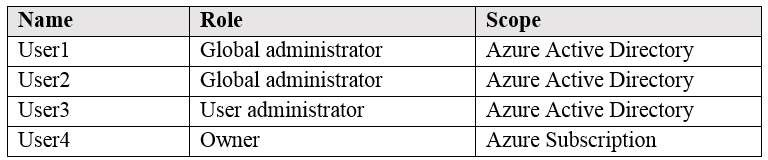 Name Role Scope
User1 Global administrator Azure Active Directory
User2 Global administrator Azure Active Directory
User3 User administrator Azure Active Directory
User4 Owner Azure Subscription